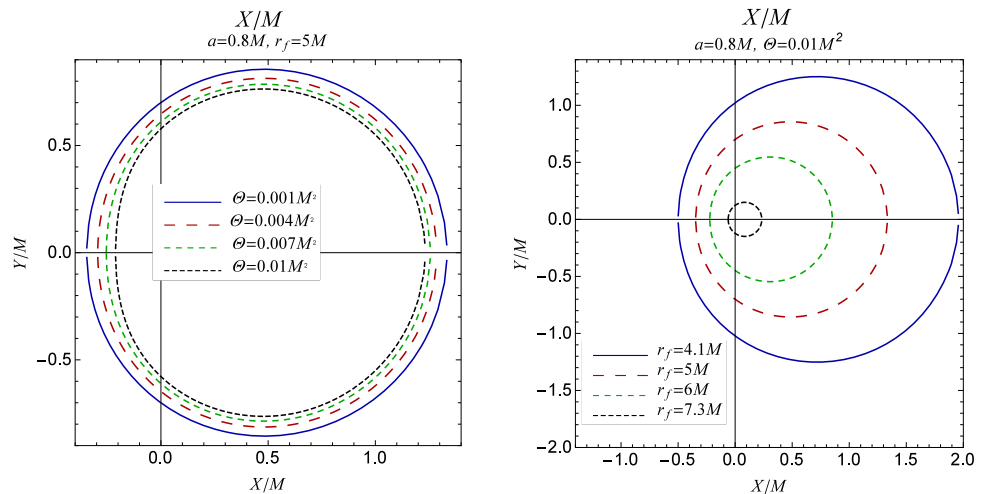 X/M
a=0.8M, r_f=5M
Y/M
0.5
0.0
-0.5
Θ=0.001M²
Θ=0.004M²
Θ=0.007M²
Θ=0.01M²
0.0
0.5
1.0
X/M
X/M
a=0.8M, Θ=0.01M²
Y/M
1.0
0.5
0.0
-0.5
-1.0
-1.5
-2.0
r_f=4.1M
r_f=5M
r_f=6M
r_f=7.3M
-1.0
-0.5
0.0
0.5
1.0
1.5
2.0
X/M